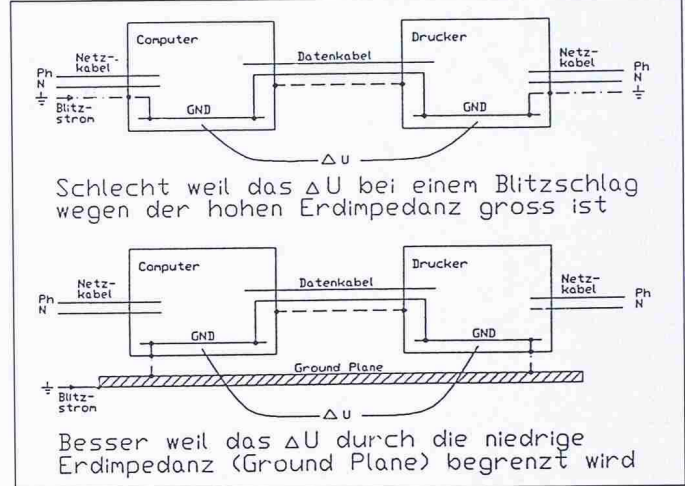 Computer
Drucker
Netz-
kabel
Datenkabel
Netz-
kabel
Ph
N
Ph
N
Blitz-
strom
GND
GND
ΔU
Schlecht weil das ΔU bei einem Blitzschlag
wegen der hohen Erdimpedanz gross ist
Computer
Drucker
Netz-
kabel
Datenkabel
Netz-
kabel
Ph
N
Ph
N
GND
GND
Ground Plane
Blitz-
strom
ΔU
Besser weil das ΔU durch die niedrige
Erdimpedanz (Ground Plane) begrenzt wird